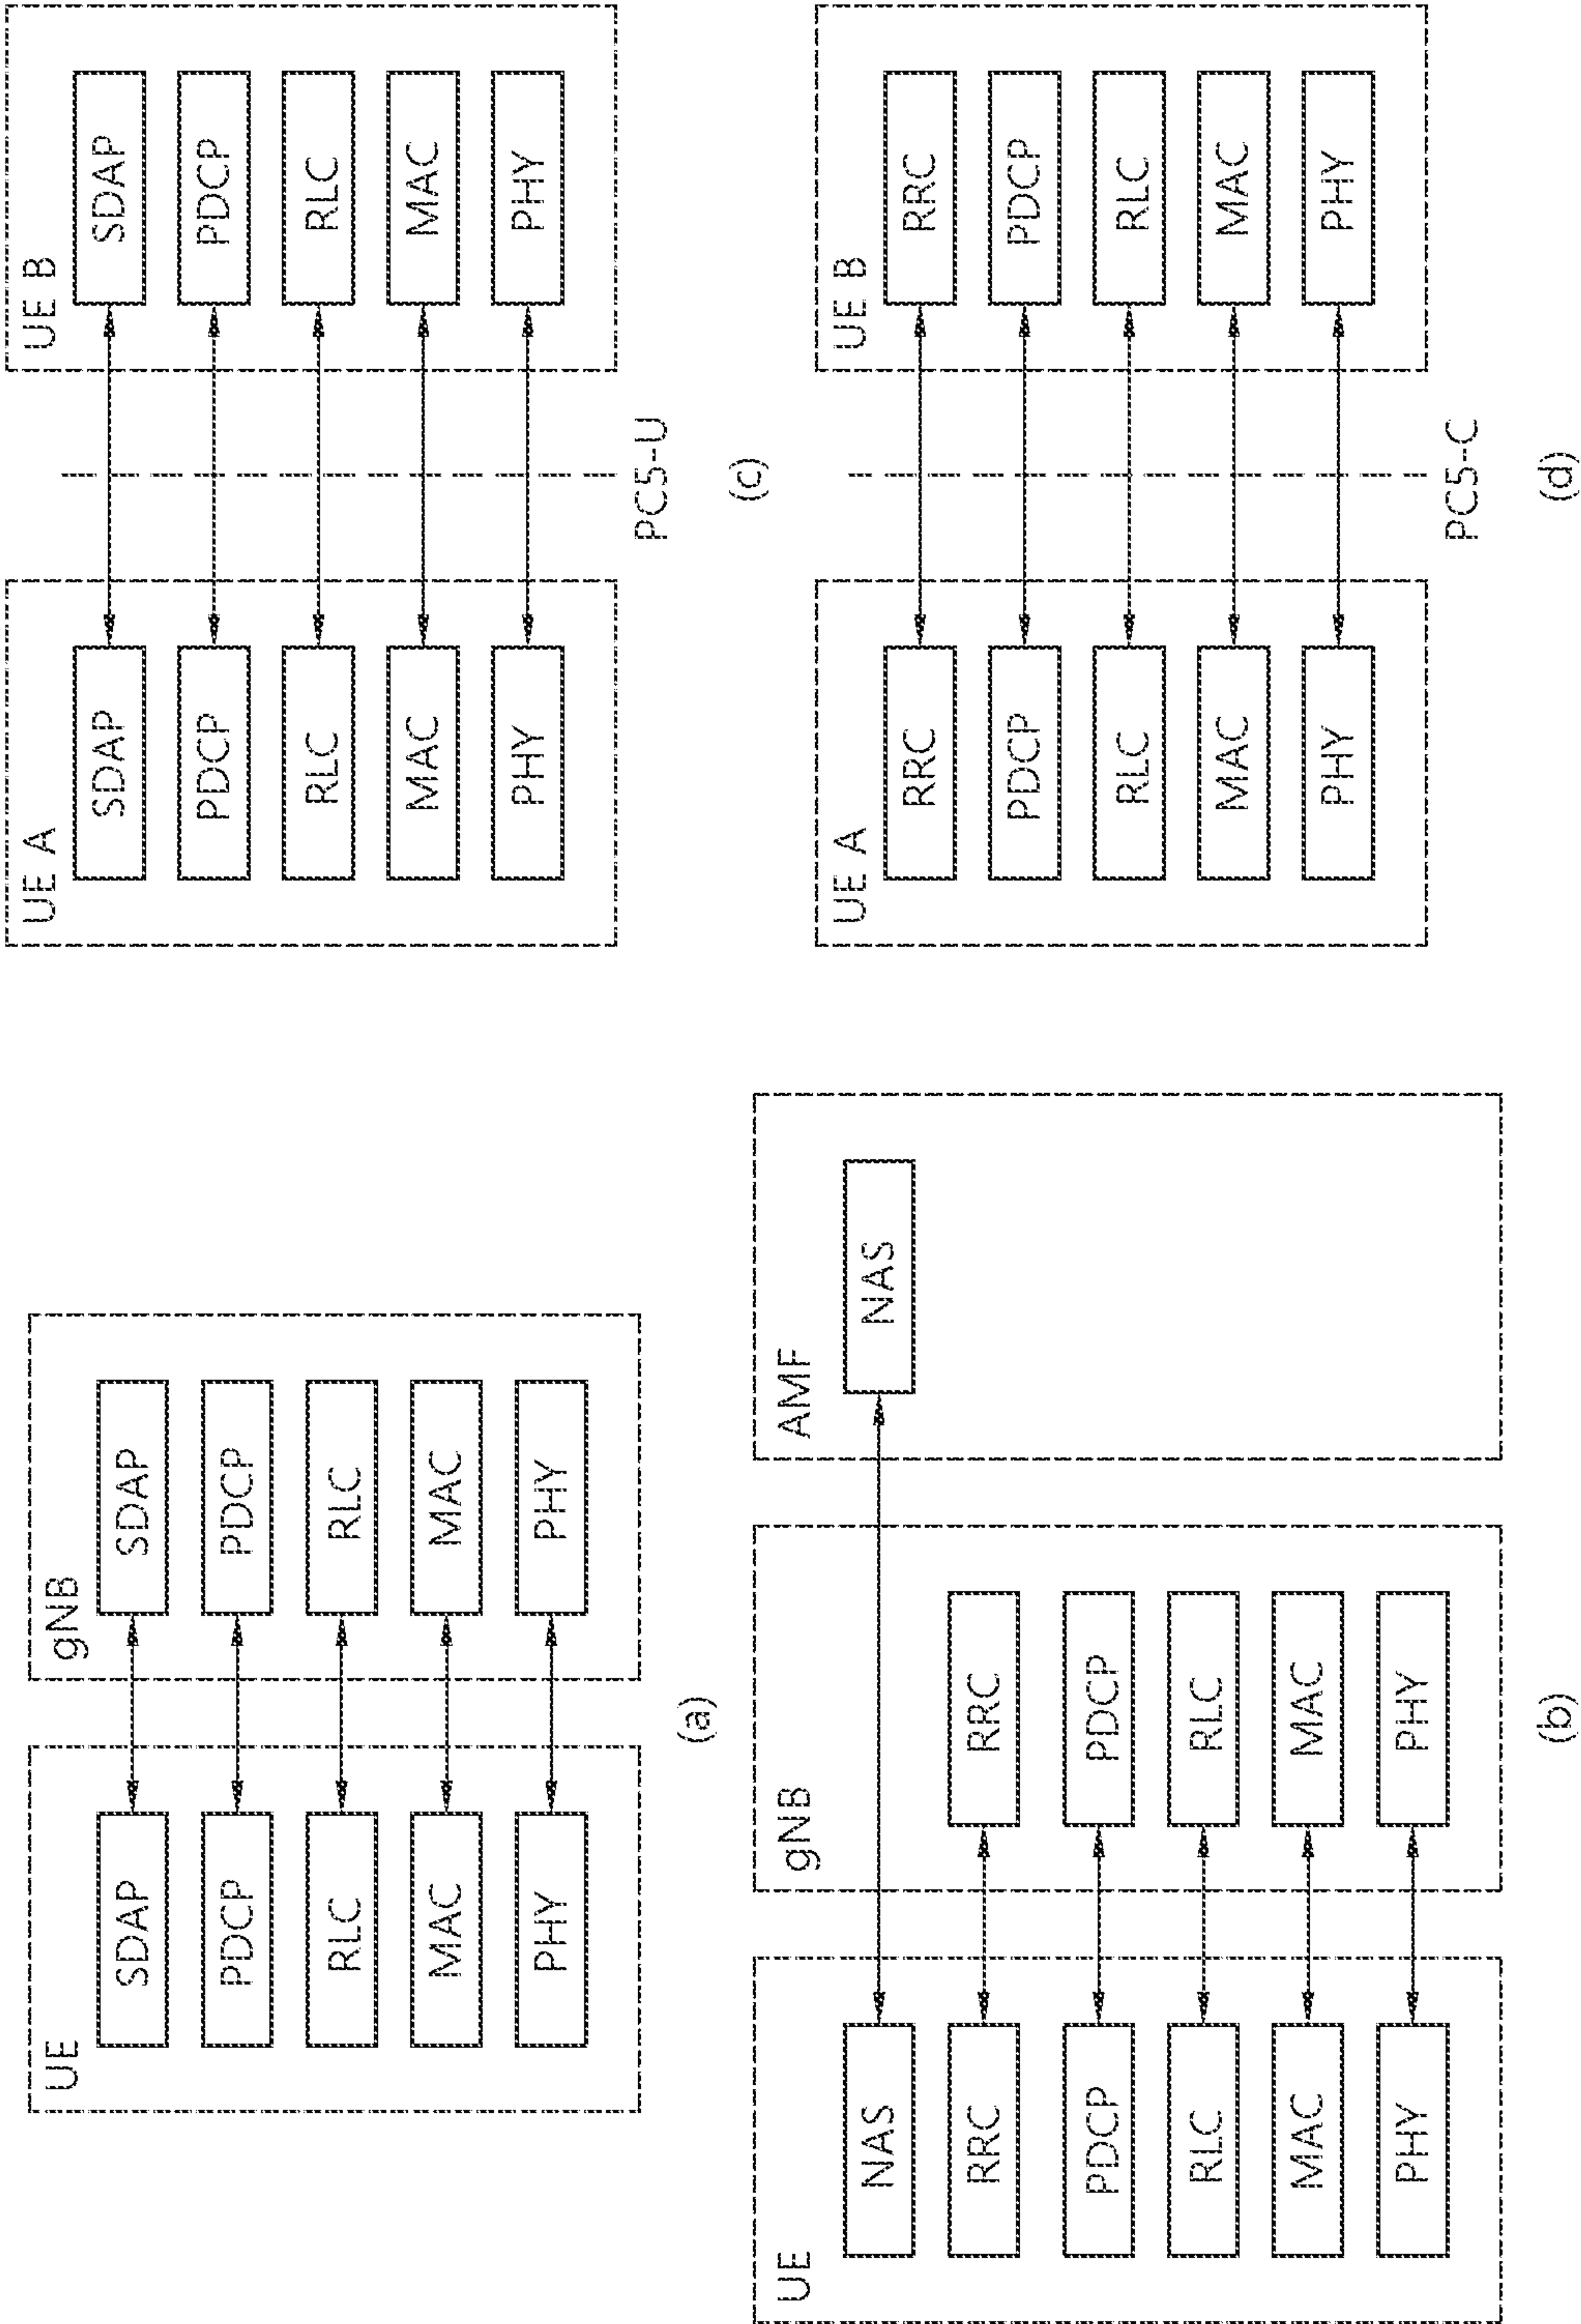 UE
gNB
SDAP
SDAP
PDCP
PDCP
RLC
RLC
MAC
MAC
PHY
PHY
(a)
UE
gNB
AMF
NAS
NAS
RRC
RRC
PDCP
PDCP
RLC
RLC
MAC
MAC
PHY
PHY
(b)
UE A
UE B
SDAP
SDAP
PDCP
PDCP
RLC
RLC
MAC
MAC
PHY
PHY
PC5-U
(c)
UE A
UE B
RRC
RRC
PDCP
PDCP
RLC
RLC
MAC
MAC
PHY
PHY
PC5-C
(d)